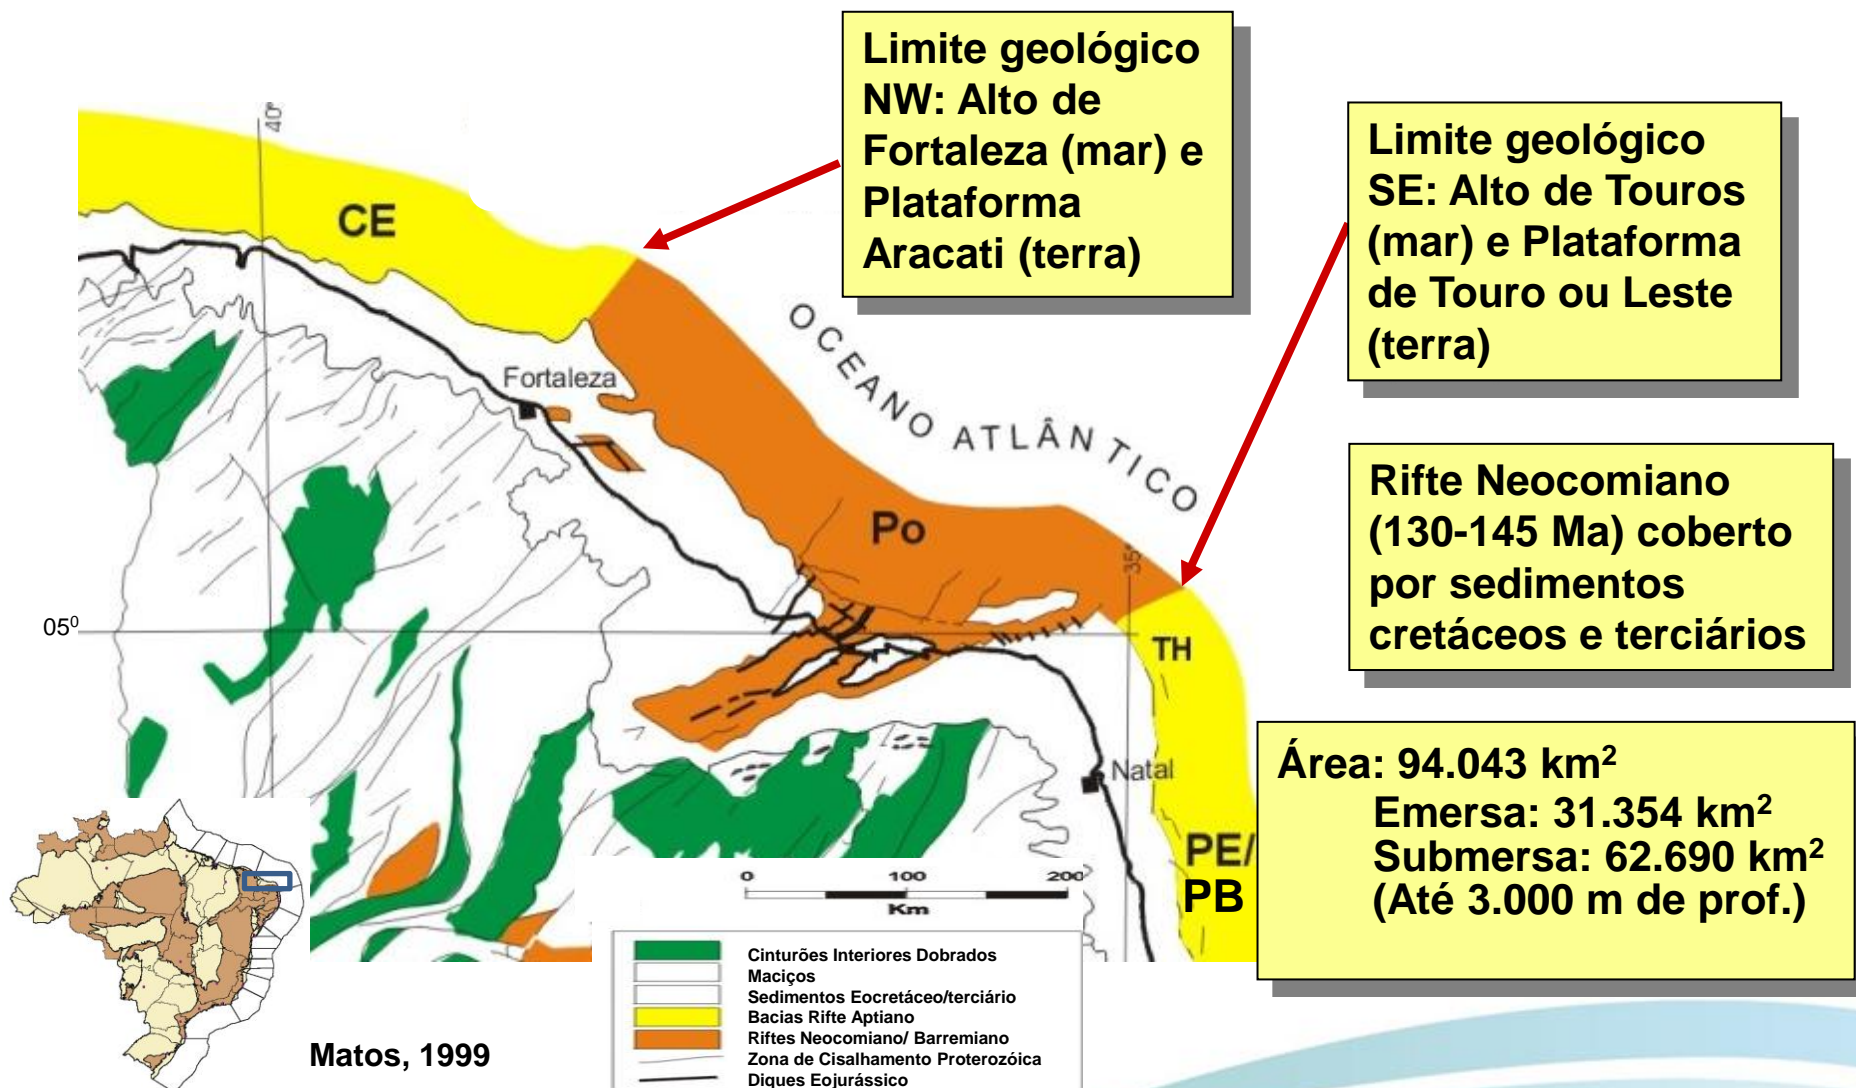 Limite geológico
NW: Alto de
Fortaleza (mar) e
Plataforma
Aracati (terra)
Limite geológico
SE: Alto de Touros
(mar) e Plataforma
de Touro ou Leste
(terra)
Rifte Neocomiano
(130-145 Ma) coberto
por sedimentos
cretáceos e terciários
Área: 94.043 km²
Emersa: 31.354 km²
Submersa: 62.690 km²
(Até 3.000 m de prof.)
40º
CE
Fortaleza
OCEANO ATLÂNTICO
Po
35º
05⁰
TH
Natal
PE/
PB
0 100 200
Km
Cinturões Interiores Dobrados
Maciços
Sedimentos Eocretáceo/terciário
Bacias Rifte Aptiano
Riftes Neocomiano/ Barremiano
Zona de Cisalhamento Proterozóica
Diques Eojurássico
Matos, 1999